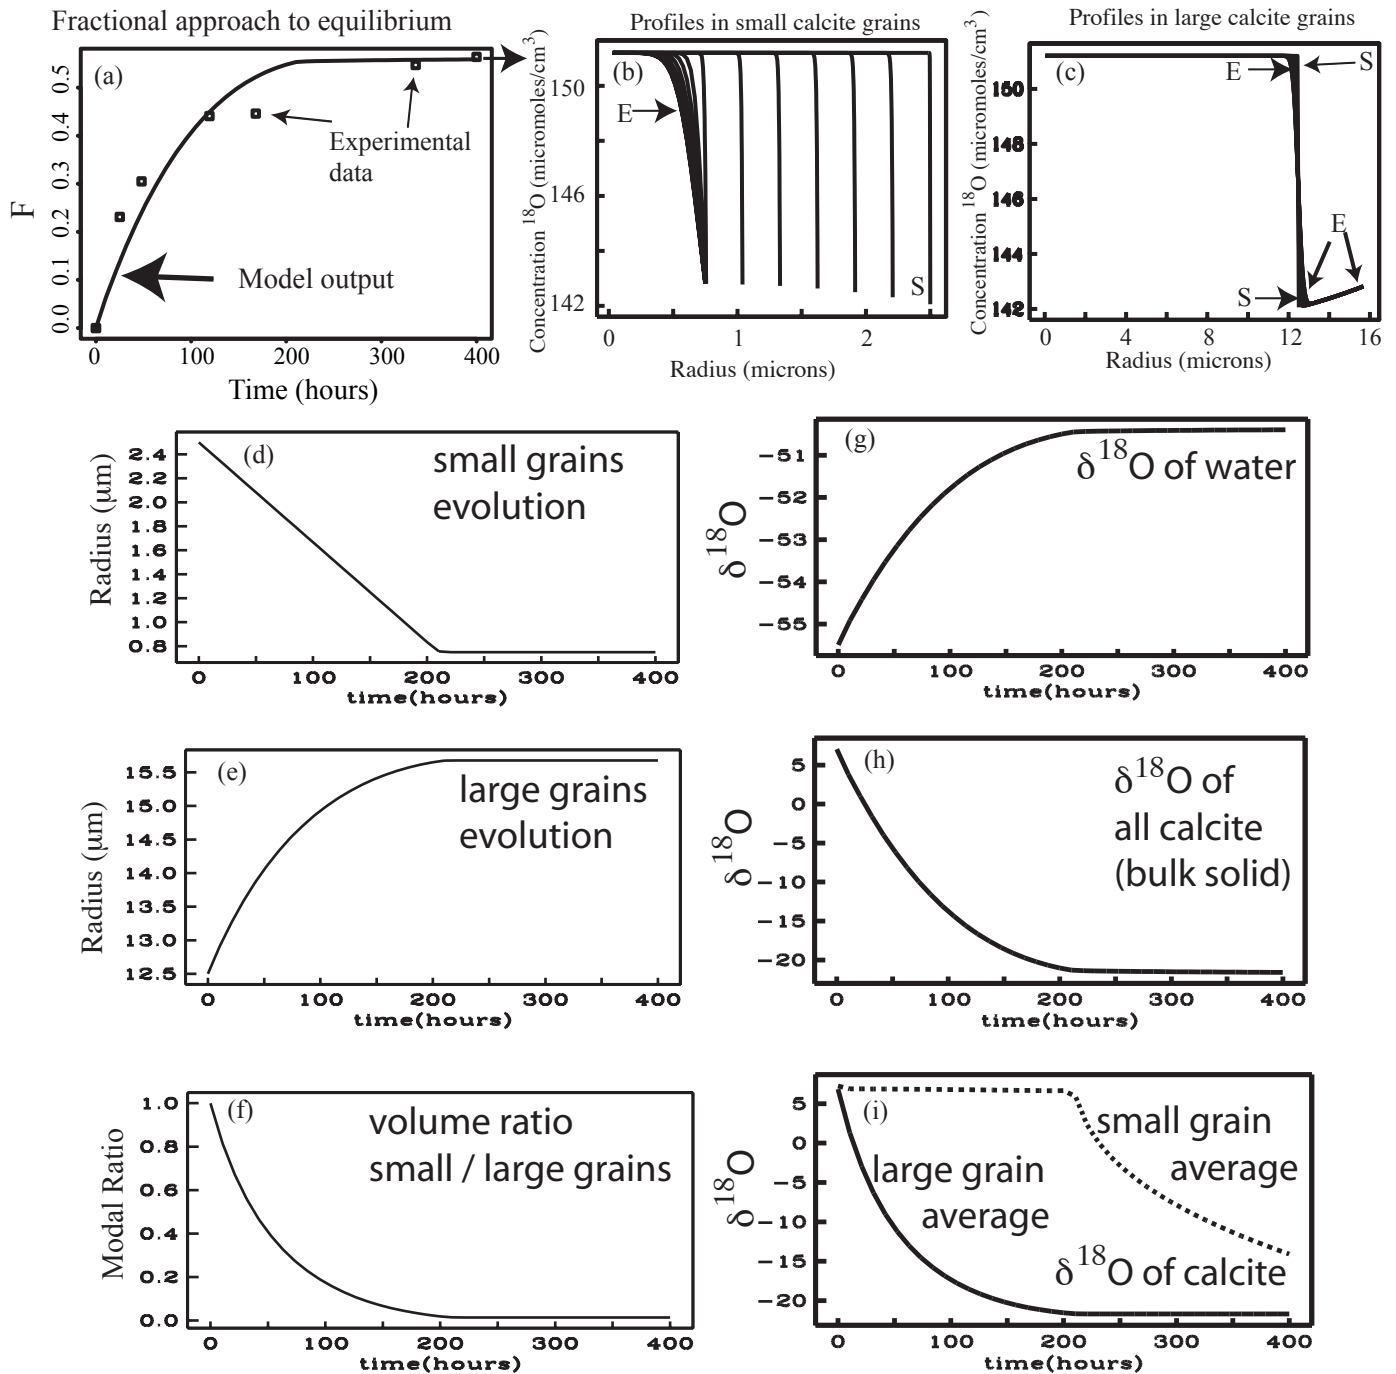 Fractional approach to equilibrium
(a)
F
0.0
0.1
0.2
0.3
0.4
0.5
Experimental
data
Model output
0
100
200
300
400
Time (hours)
Profiles in small calcite grains
Concentration ¹⁸O (micromoles/cm³)
(b)
150
146
142
E
S
0
1
2
Radius (microns)
Profiles in large calcite grains
Concentration ¹⁸O (micromoles/cm³)
(c)
150
148
146
144
142
E
S
E
S
0
4
8
12
16
Radius (microns)
(d)
small grains
evolution
Radius (μm)
2.4
2.2
2.0
1.8
1.6
1.4
1.2
1.0
0.8
0
100
200
300
400
time(hours)
(g)
δ¹⁸O of water
δ¹⁸O
-51
-52
-53
-54
-55
0
100
200
300
400
time(hours)
(e)
large grains
evolution
Radius (μm)
15.5
15.0
14.5
14.0
13.5
13.0
12.5
0
100
200
300
400
time(hours)
(h)
δ¹⁸O of
all calcite
(bulk solid)
δ¹⁸O
5
0
-5
-10
-15
-20
0
100
200
300
400
time(hours)
(f)
volume ratio
small / large grains
Modal Ratio
1.0
0.8
0.6
0.4
0.2
0.0
0
100
200
300
400
time(hours)
(i)
small grain
average
large grain
average
δ¹⁸O of calcite
δ¹⁸O
5
0
-5
-10
-15
-20
0
100
200
300
400
time(hours)